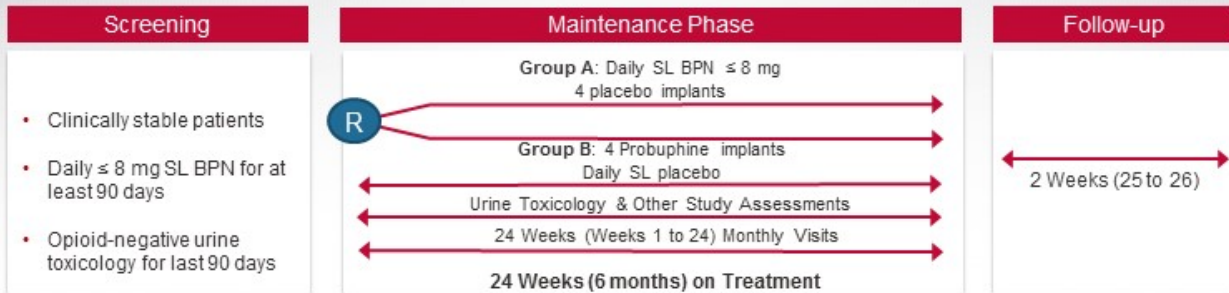 Screening
Maintenance Phase
Follow-up
• Clinically stable patients
• Daily ≤ 8 mg SL BPN for at
least 90 days
• Opioid-negative urine
toxicology for last 90 days
R
Group A: Daily SL BPN ≤ 8 mg
4 placebo implants
Group B: 4 Probuphine implants
Daily SL placebo
Urine Toxicology & Other Study Assessments
24 Weeks (Weeks 1 to 24) Monthly Visits
24 Weeks (6 months) on Treatment
2 Weeks (25 to 26)